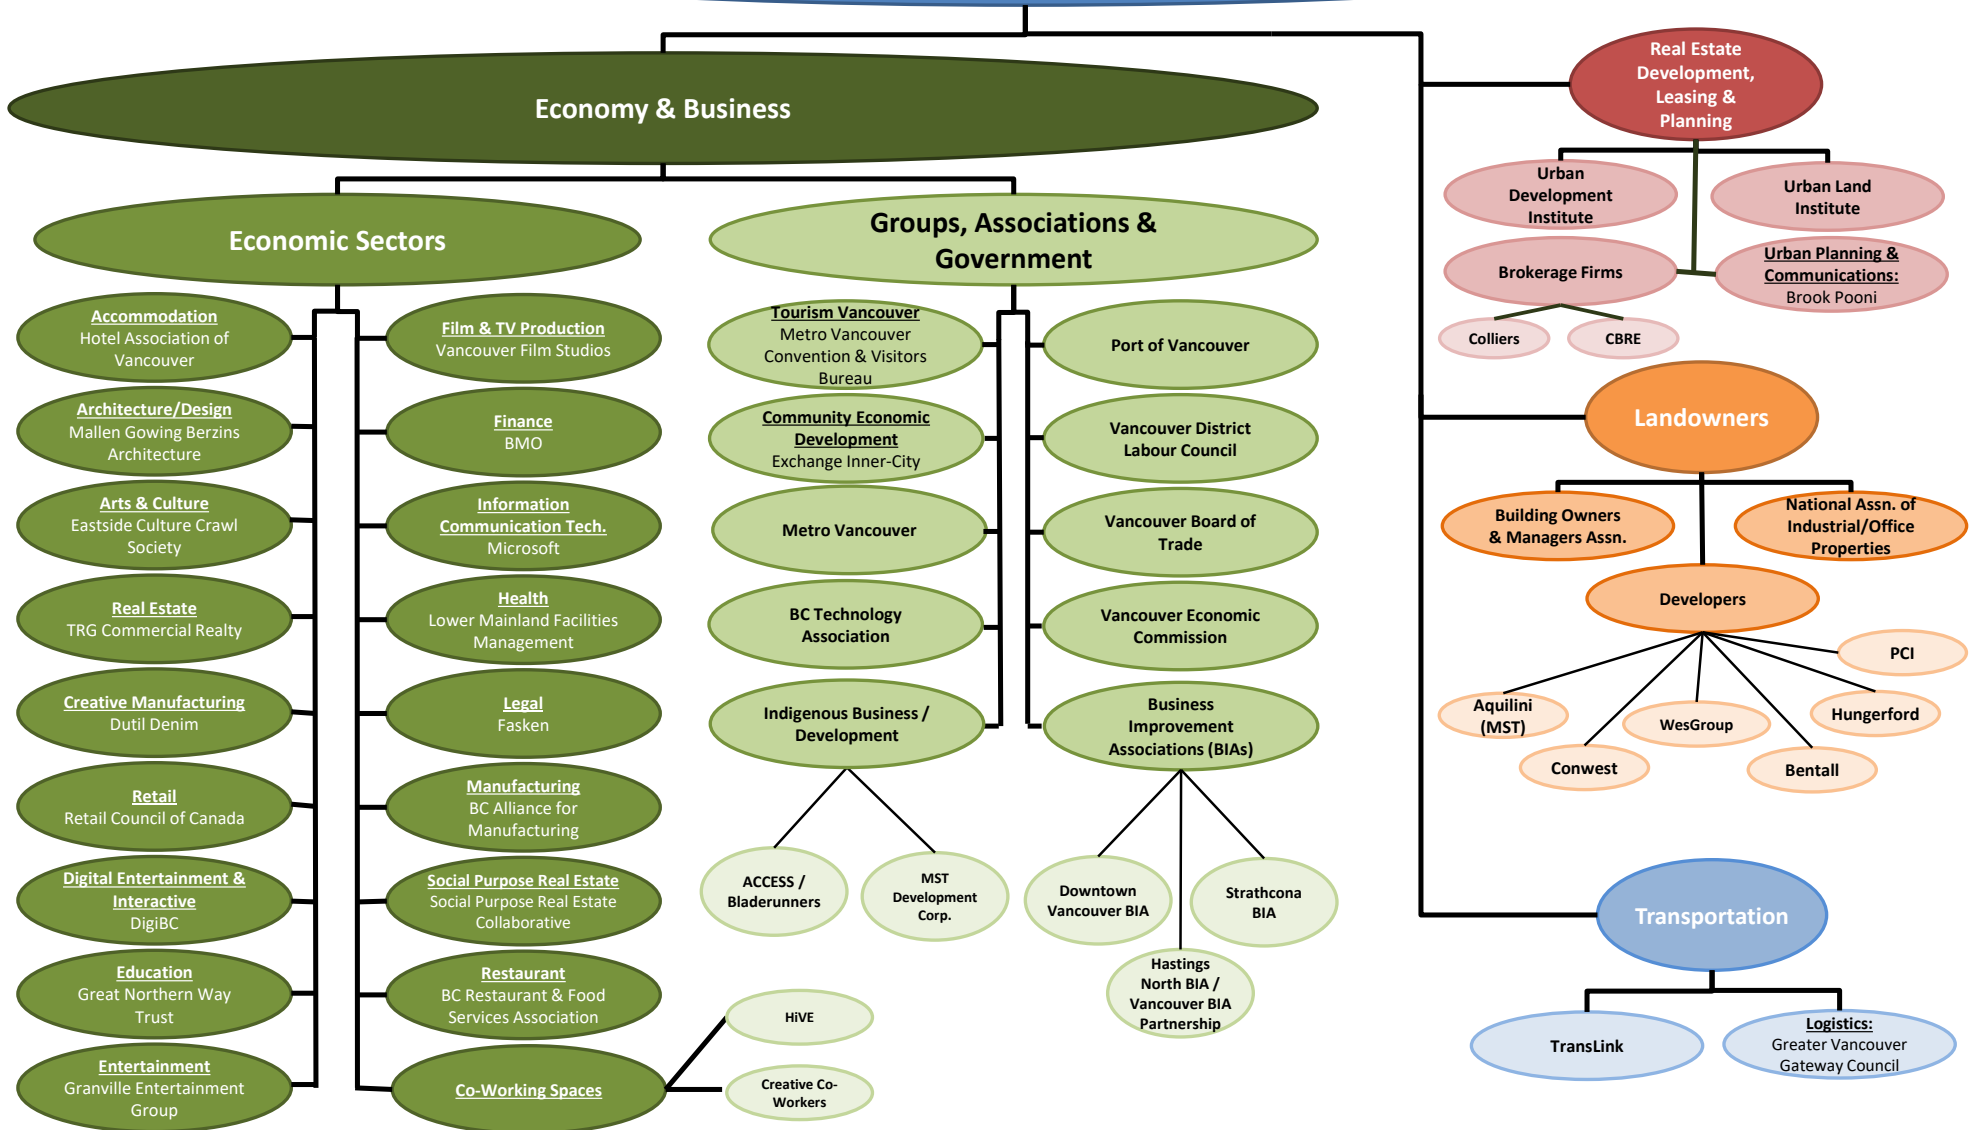 Economy & Business
Economic Sectors
Accommodation
Hotel Association of
Vancouver
Architecture/Design
Mallen Gowing Berzins
Architecture
Arts & Culture
Eastside Culture Crawl
Society
Real Estate
TRG Commercial Realty
Creative Manufacturing
Dutil Denim
Retail
Retail Council of Canada
Digital Entertainment &
Interactive
DigiBC
Education
Great Northern Way
Trust
Entertainment
Granville Entertainment
Group
Film & TV Production
Vancouver Film Studios
Finance
BMO
Information
Communication Tech.
Microsoft
Health
Lower Mainland Facilities
Management
Legal
Fasken
Manufacturing
BC Alliance for
Manufacturing
Social Purpose Real Estate
Social Purpose Real Estate
Collaborative
Restaurant
BC Restaurant & Food
Services Association
Co-Working Spaces
HiVE
Creative Co-
Workers
Groups, Associations &
Government
Tourism Vancouver
Metro Vancouver
Convention & Visitors
Bureau
Community Economic
Development
Exchange Inner-City
Metro Vancouver
BC Technology
Association
Indigenous Business /
Development
ACCESS /
Bladerunners
MST
Development
Corp.
Port of Vancouver
Vancouver District
Labour Council
Vancouver Board of
Trade
Vancouver Economic
Commission
Business
Improvement
Associations (BIAs)
Downtown
Vancouver BIA
Hastings
North BIA /
Vancouver BIA
Partnership
Strathcona
BIA
Real Estate
Development,
Leasing &
Planning
Urban
Development
Institute
Urban Land
Institute
Brokerage Firms
Urban Planning &
Communications:
Brook Pooni
Colliers
CBRE
Landowners
Building Owners
& Managers Assn.
National Assn. of
Industrial/Office
Properties
Developers
Aquilini
(MST)
Conwest
WesGroup
Bentall
Hungerford
PCI
Transportation
TransLink
Logistics:
Greater Vancouver
Gateway Council